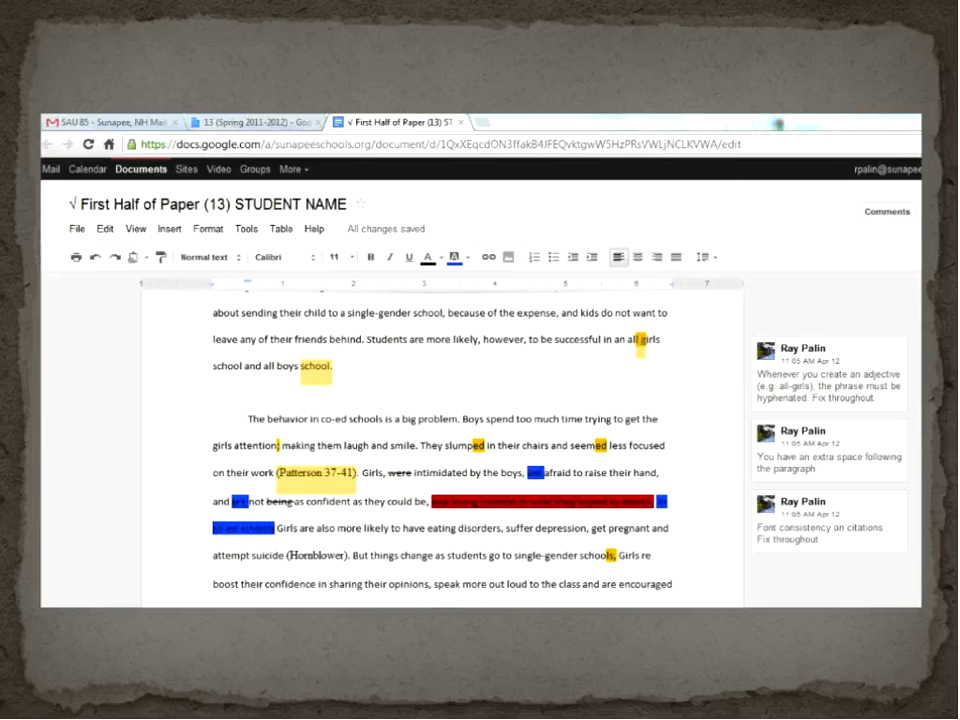 SAU 85 - Sunapee, NH Mail × 13 (Spring 2011-2012) - Goo × √ First Half of Paper (13) ST ×
https://docs.google.com/a/sunapeeschools.org/document/d/1QxXEqcdON3ffakB4JFEQvktgwW5HzPRsVWLjNCLKVWA/edit
Mail Calendar Documents Sites Video Groups More rpalin@sunapee
√ First Half of Paper (13) STUDENT NAME
Comments
File Edit View Insert Format Tools Table Help All changes saved
Normal text Calibri 11 B I U A A
1 1 2 3 4 5 6 7
about sending their child to a single-gender school, because of the expense, and kids do not want to
leave any of their friends behind. Students are more likely, however, to be successful in an all girls
school and all boys school.
The behavior in co-ed schools is a big problem. Boys spend too much time trying to get the
girls attention; making them laugh and smile. They slumped in their chairs and seemed less focused
on their work (Patterson 37-41). Girls, were intimidated by the boys, are afraid to raise their hand,
and are not being as confident as they could be,
co-ed schools Girls are also more likely to have eating disorders, suffer depression, get pregnant and
attempt suicide (Hornblower). But things change as students go to single-gender schools, Girls re
boost their confidence in sharing their opinions, speak more out loud to the class and are encouraged
Ray Palin
11:05 AM Apr 12
Whenever you create an adjective
(e.g. all-girls), the phrase must be
hyphenated. Fix throughout.
Ray Palin
11:05 AM Apr 12
You have an extra space following
the paragraph
Ray Palin
11:05 AM Apr 12
Font consistency on citations
Fix throughout